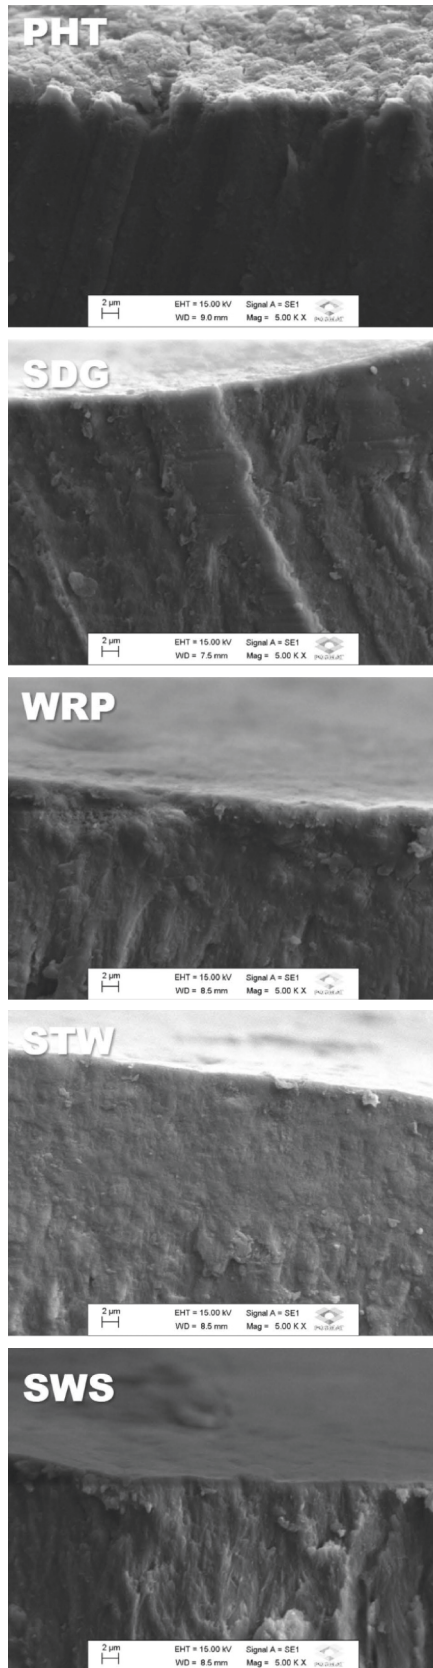 PHT
2 µm EHT = 15.00 kV Signal A = SE1
WD = 9.0 mm Mag = 5.00 K X
SDG
2 µm EHT = 15.00 kV Signal A = SE1
WD = 7.5 mm Mag = 5.00 K X
WRP
2 µm EHT = 15.00 kV Signal A = SE1
WD = 8.5 mm Mag = 5.00 K X
STW
2 µm EHT = 15.00 kV Signal A = SE1
WD = 8.5 mm Mag = 5.00 K X
SWS
2 µm EHT = 15.00 kV Signal A = SE1
WD = 8.5 mm Mag = 5.00 K X